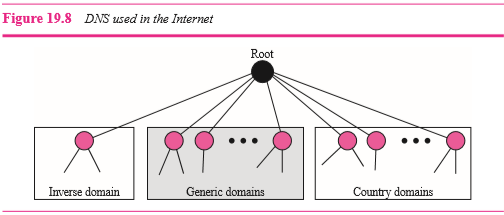 Figure 19.8 DNS used in the Internet
Root
Inverse domain
Generic domains
Country domains